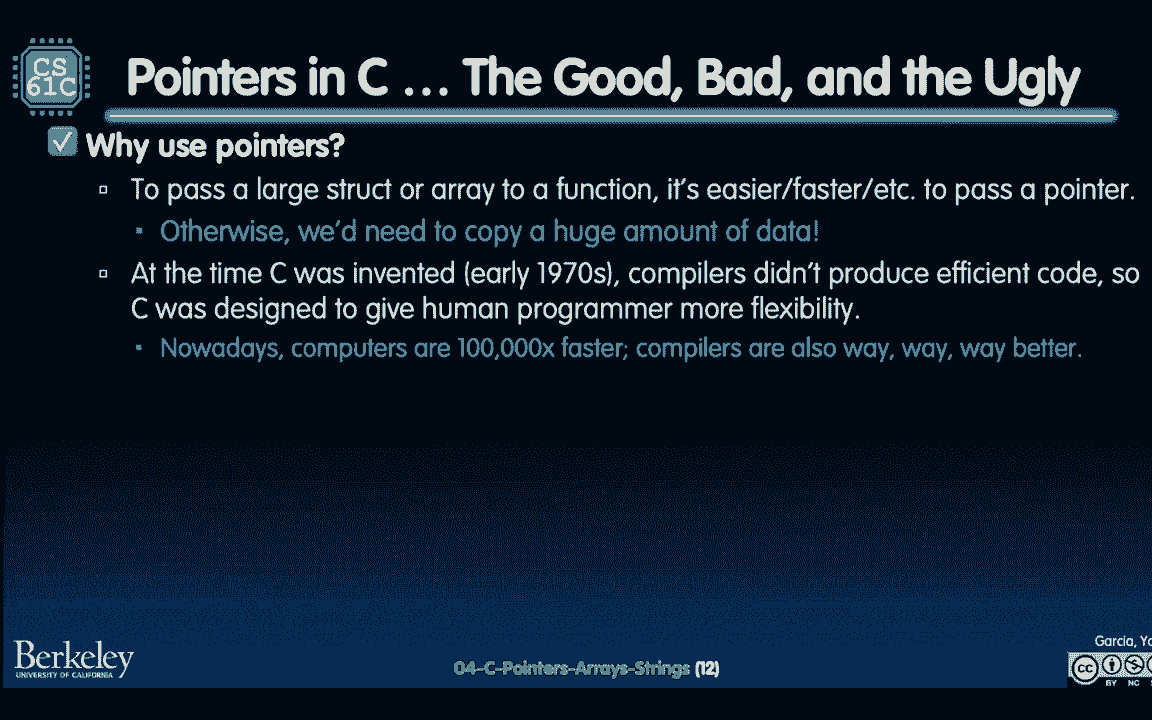 CS
61C
Pointers in C … The Good, Bad, and the Ugly
Why use pointers?
To pass a large struct or array to a function, it's easier/faster/etc. to pass a pointer.
Otherwise, we'd need to copy a huge amount of data!
At the time C was invented (early 1970s), compilers didn't produce efficient code, so
C was designed to give human programmer more flexibility.
Nowadays, computers are 100,000x faster; compilers are also way, way, way better.
Berkeley
UNIVERSITY OF CALIFORNIA
04-C-Pointers-Arrays-Strings (12)
Garcia,
cc
BY NC